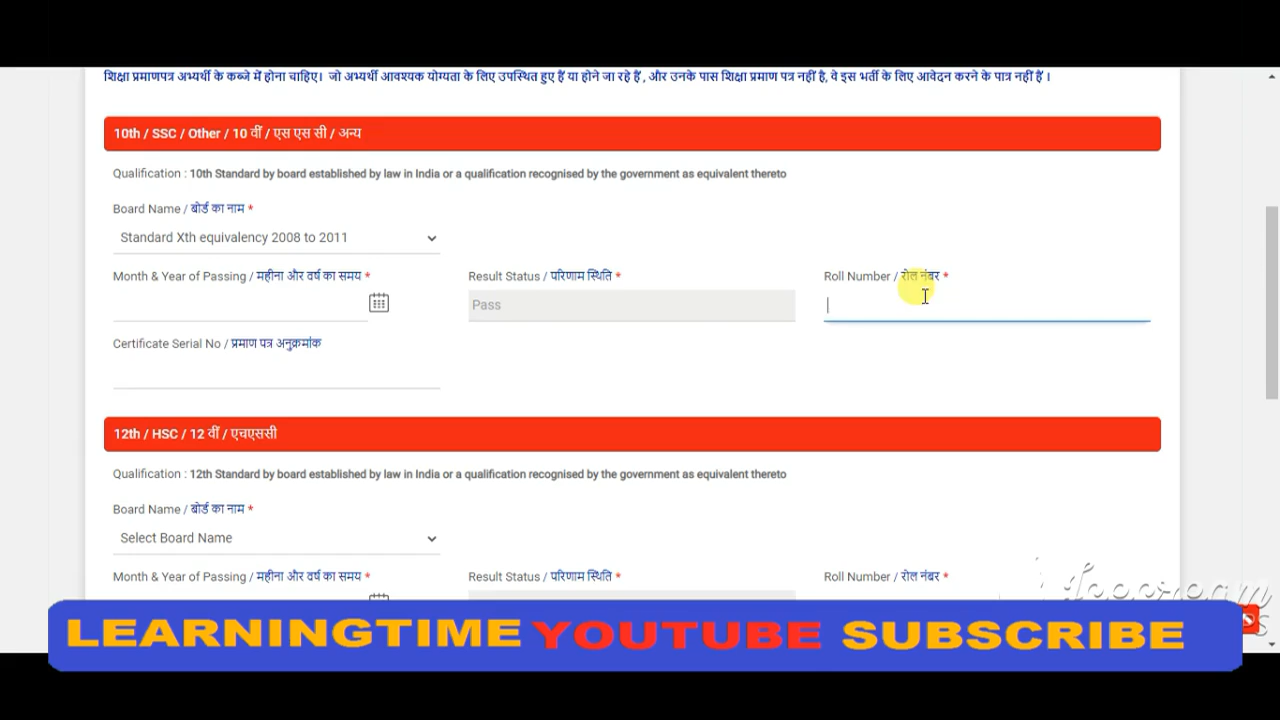 शिक्षा प्रमाणपत्र अभ्यर्थी के कब्जे में होना चाहिए। जो अभ्यर्थी आवश्यक योग्यता के लिए उपस्थित हुए हैं या होने जा रहे हैं , और उनके पास शिक्षा प्रमाण पत्र नहीं है, वे इस भर्ती के लिए आवेदन करने के पात्र नहीं हैं ।
10th / SSC / Other / 10 वीं / एस एस सी / अन्य
Qualification : 10th Standard by board established by law in India or a qualification recognised by the government as equivalent thereto
Board Name / बोर्ड का नाम *
Standard Xth equivalency 2008 to 2011
Month & Year of Passing / महीना और वर्ष का समय * Result Status / परिणाम स्थिति * Roll Number / रोल नंबर *
Pass
Certificate Serial No / प्रमाण पत्र अनुक्रमांक
12th / HSC / 12 वीं / एचएससी
Qualification : 12th Standard by board established by law in India or a qualification recognised by the government as equivalent thereto
Board Name / बोर्ड का नाम *
Select Board Name
Month & Year of Passing / महीना और वर्ष का समय * Result Status / परिणाम स्थिति * Roll Number / रोल नंबर *
LEARNINGTIME YOUTUBE SUBSCRIBE